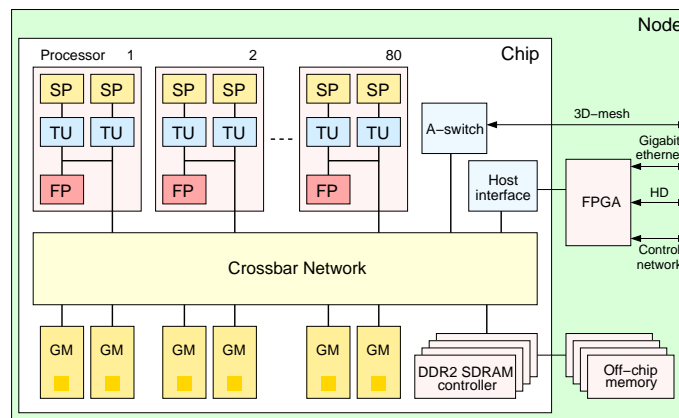 Node
Chip
Processor 1 2 80
SP SP SP SP SP SP
TU TU TU TU TU TU
FP FP FP
A-switch
3D-mesh
Gigabit
ethernet
Host
interface
FPGA
HD
Control
network
Crossbar Network
GM GM GM GM GM GM
DDR2 SDRAM
controller
Off-chip
memory